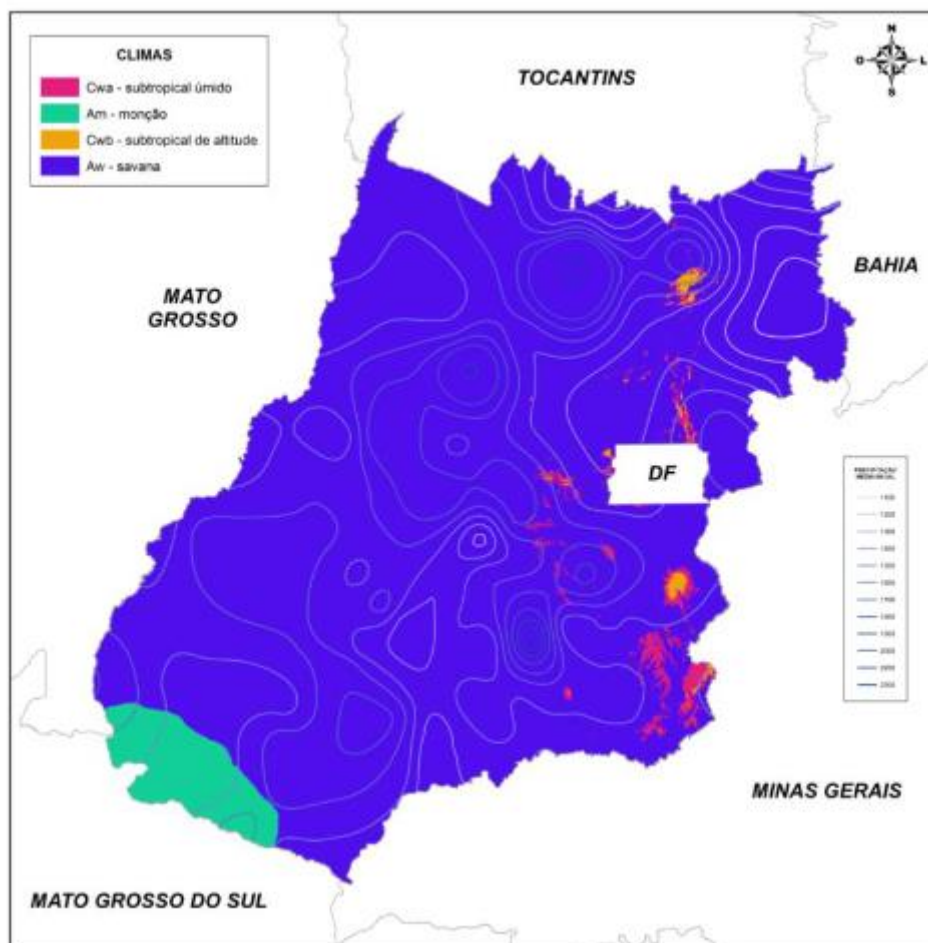 CLIMAS
Cwa - subtropical úmido
Am - monção
Cwb - subtropical de altitude
Aw - savana
N
O
L
S
TOCANTINS
BAHIA
MATO
GROSSO
DF
PRECIPITAÇÃO
MINAS GERAIS
MATO GROSSO DO SUL